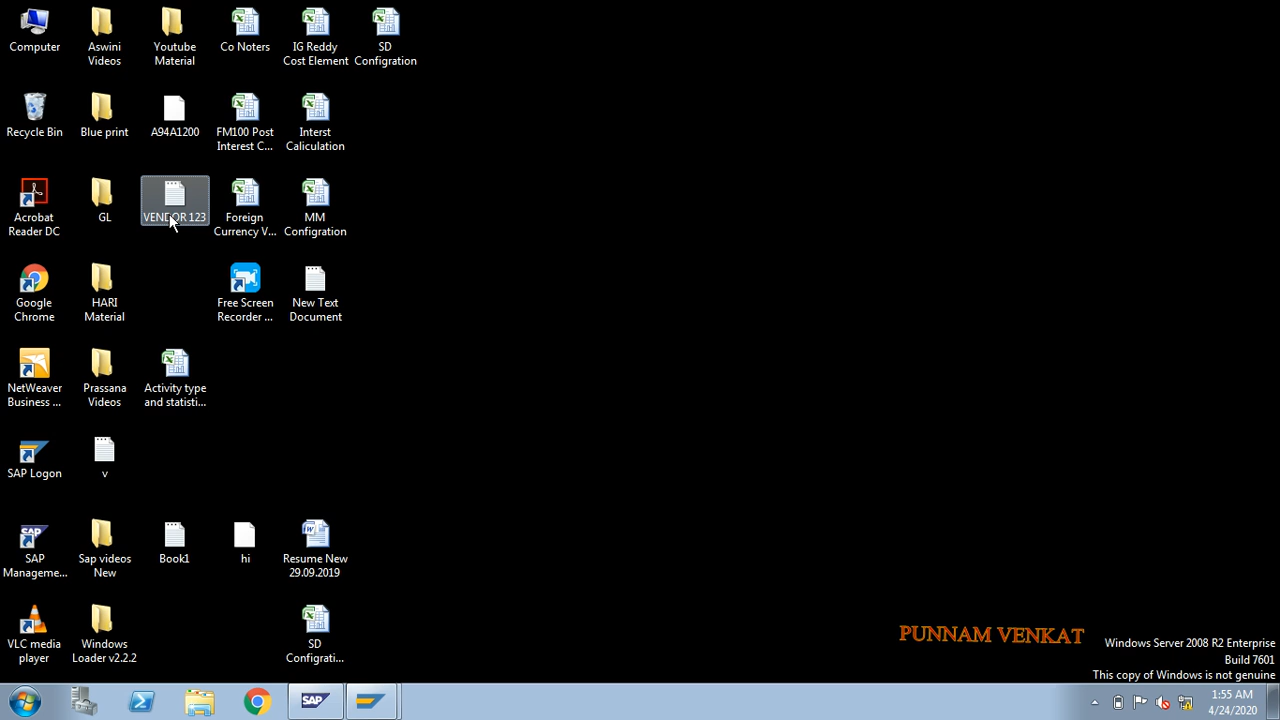 Computer
Aswini
Videos
Youtube
Material
Co Noters
IG Reddy
Cost Element
SD
Configration
Recycle Bin
Blue print
A94A1200
FM100 Post
Interest C...
Interst
Caliculation
Acrobat
Reader DC
GL
VENDOR 123
Foreign
Currency V...
MM
Configration
Google
Chrome
HARI
Material
Free Screen
Recorder ...
New Text
Document
NetWeaver
Business ...
Prassana
Videos
Activity type
and statisti...
SAP Logon
v
SAP
Manageme...
Sap videos
New
Book1
hi
Resume New
29.09.2019
VLC media
player
Windows
Loader v2.2.2
SD
Configrati...
PUNNAM VENKAT
Windows Server 2008 R2 Enterprise
Build 7601
This copy of Windows is not genuine
SAP
1:55 AM
4/24/2020